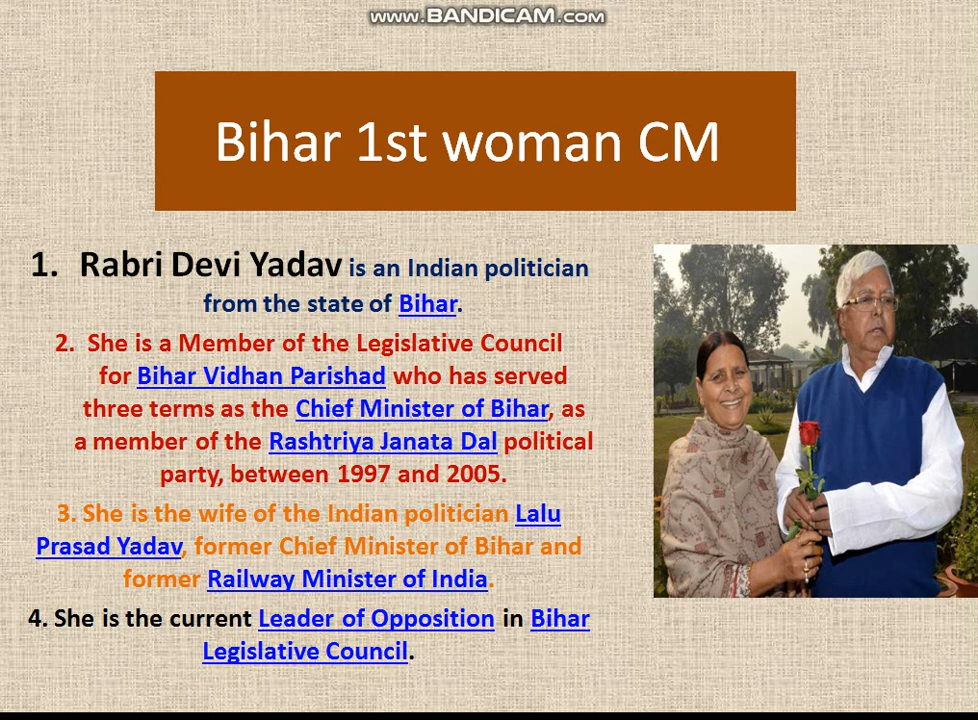 www.BANDICAM.com
Bihar 1st woman CM
1. Rabri Devi Yadav is an Indian politician
from the state of Bihar.
2. She is a Member of the Legislative Council
for Bihar Vidhan Parishad who has served
three terms as the Chief Minister of Bihar, as
a member of the Rashtriya Janata Dal political
party, between 1997 and 2005.
3. She is the wife of the Indian politician Lalu
Prasad Yadav, former Chief Minister of Bihar and
former Railway Minister of India.
4. She is the current Leader of Opposition in Bihar
Legislative Council.